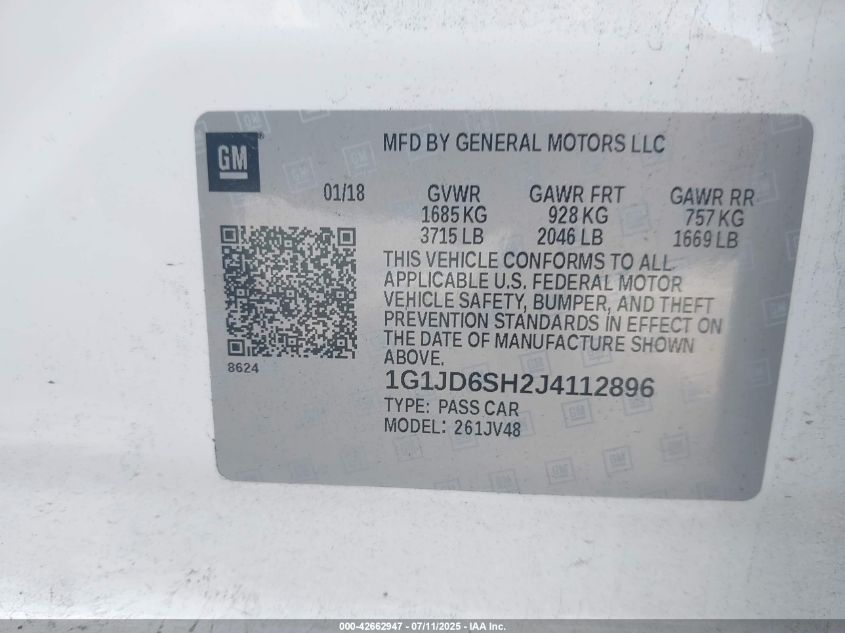 GM
MFD BY GENERAL MOTORS LLC
01/18 GVWR GAWR FRT GAWR RR
1685 KG 928 KG 757 KG
3715 LB 2046 LB 1669 LB
THIS VEHICLE CONFORMS TO ALL
APPLICABLE U.S. FEDERAL MOTOR
VEHICLE SAFETY, BUMPER, AND THEFT
PREVENTION STANDARDS IN EFFECT ON
THE DATE OF MANUFACTURE SHOWN
ABOVE.
8624
1G1JD6SH2J4112896
TYPE: PASS CAR
MODEL: 261JV48
000-42662947 - 07/11/2025 - IAA Inc.